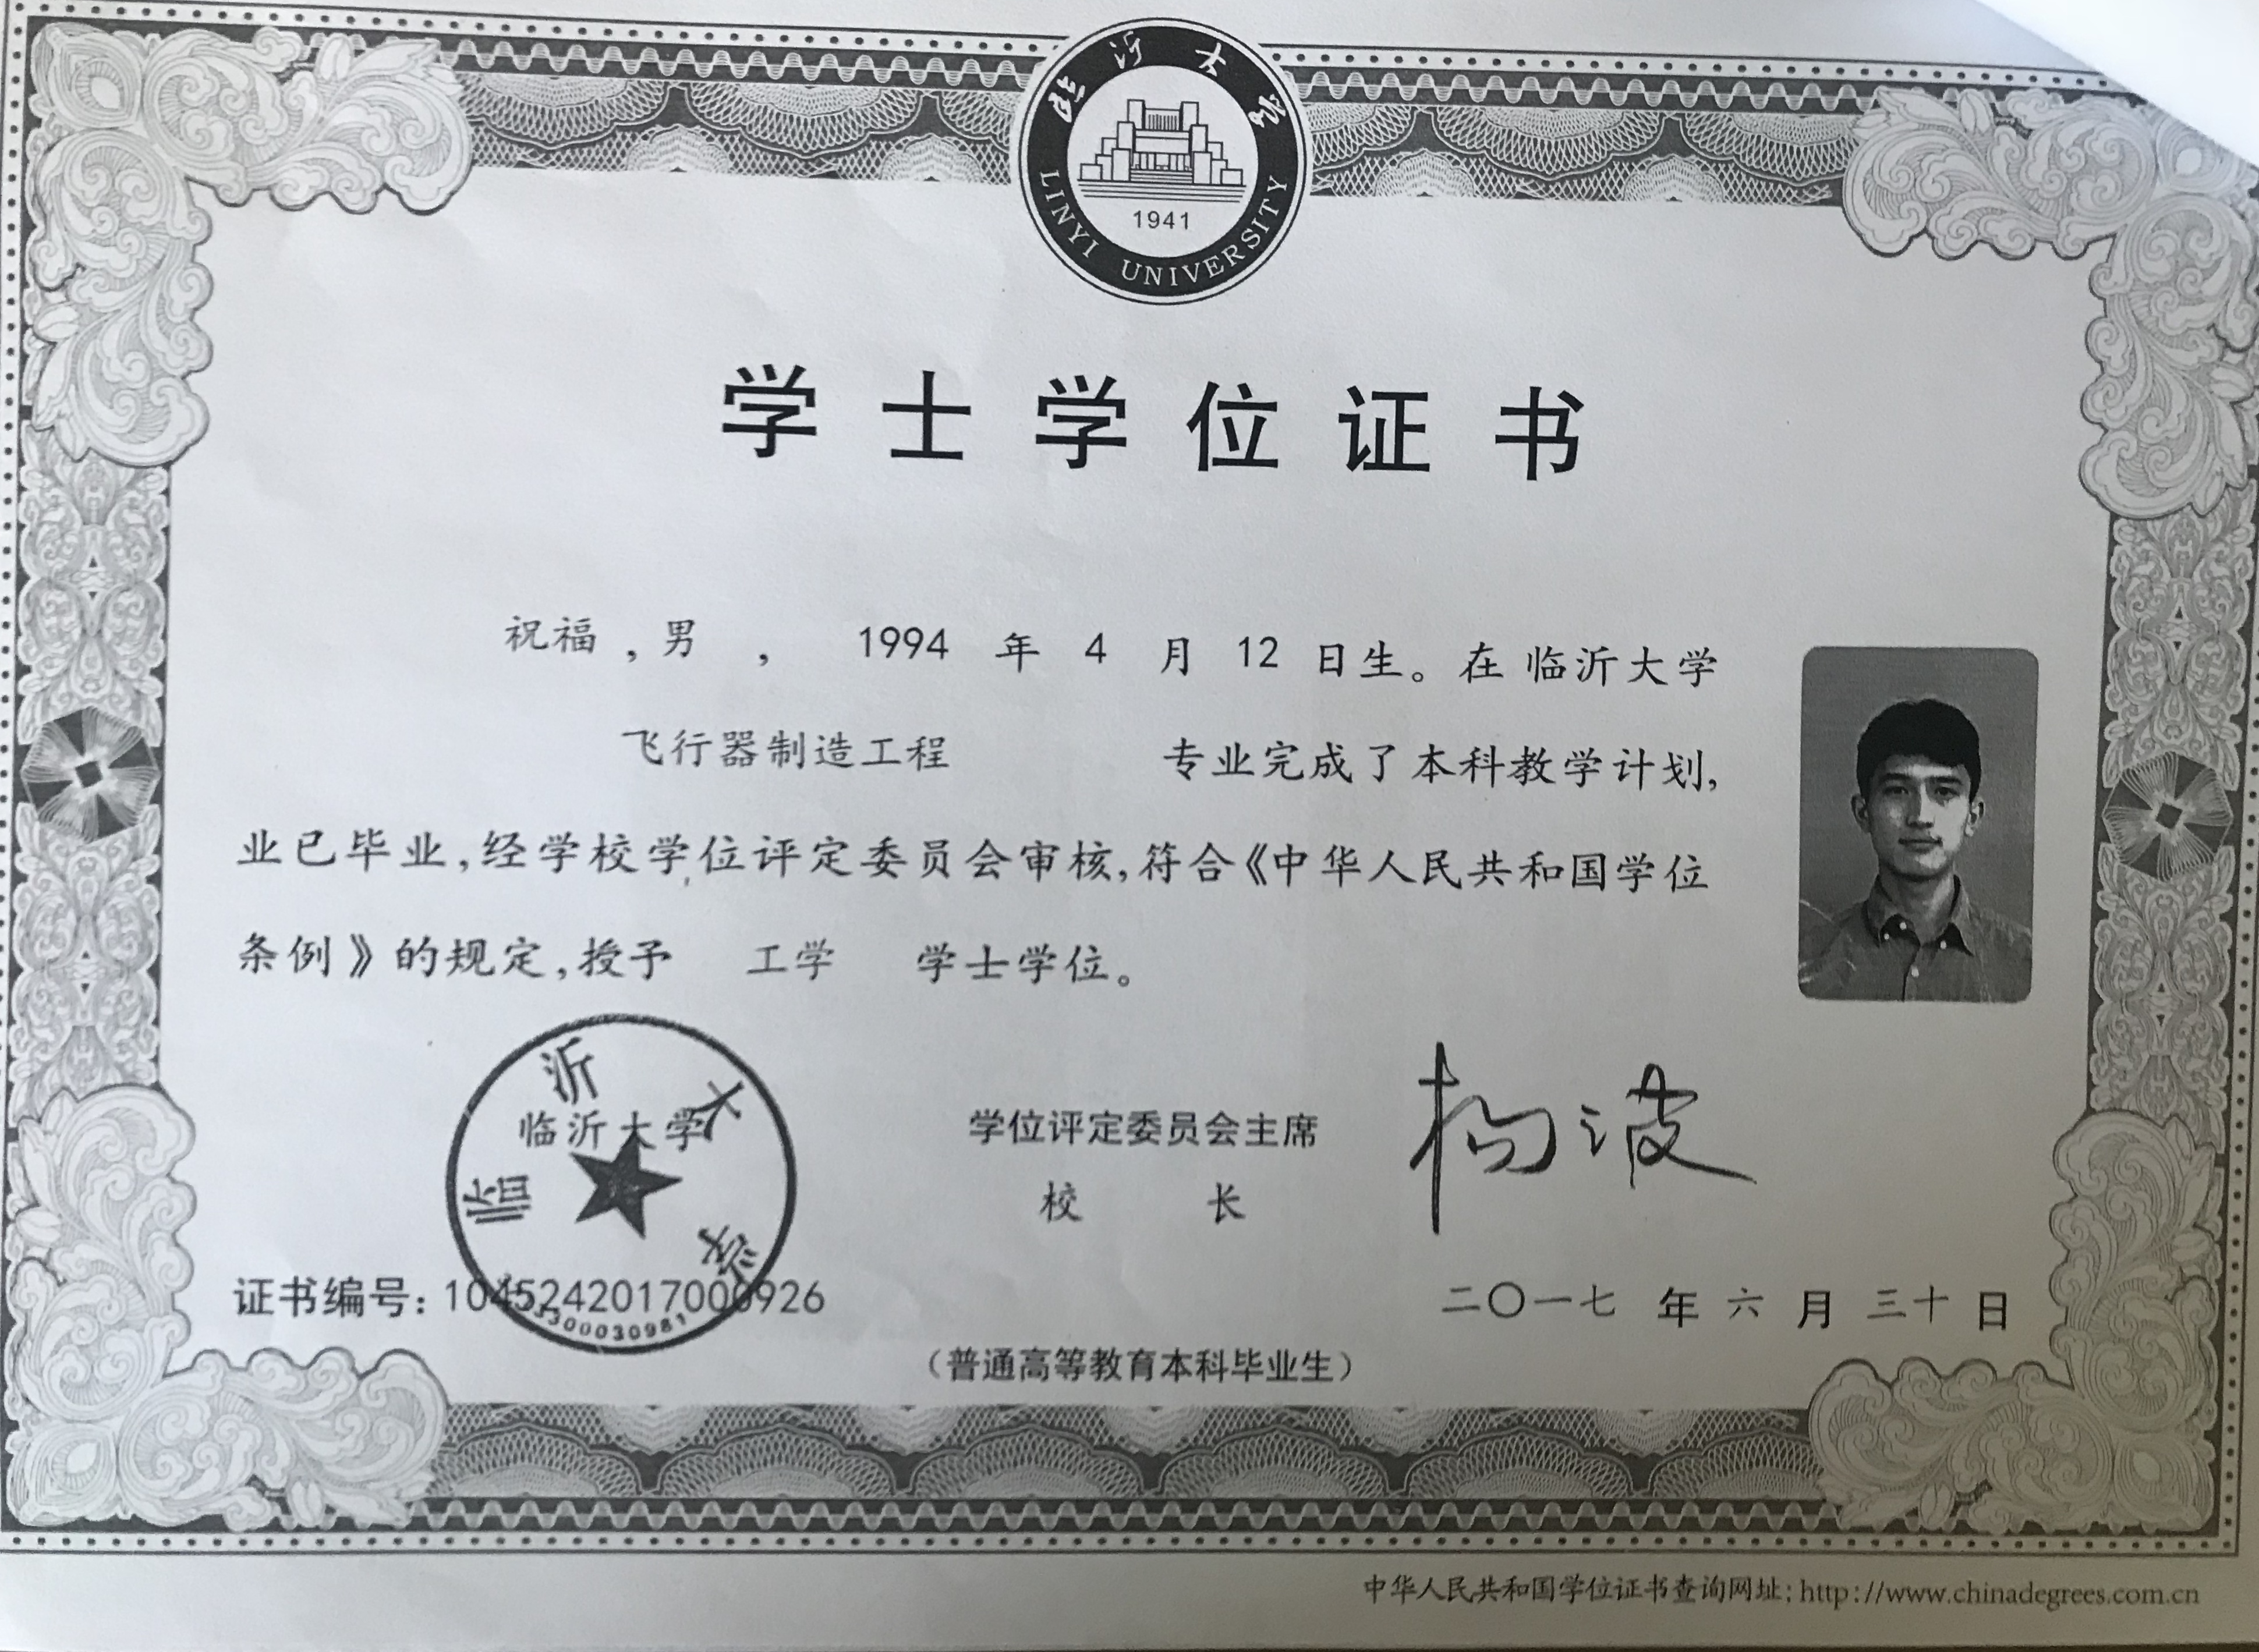 临沂大学
1941
LINYI UNIVERSITY
学士学位证书
祝福，男 ， 1994 年 4 月 12 日生。在 临沂大学
飞行器制造工程 专业完成了本科教学计划，
业已毕业，经学校学位评定委员会审核，符合《中华人民共和国学位
条例》的规定，授予 工学 学士学位。
临沂大学
临沂大学
学位评定委员会主席
杨波
校 长
证书编号：1045242017000926
二〇一七 年 六 月 三十 日
（普通高等教育本科毕业生）
中华人民共和国学位证书查询网址：http://www.chinadegrees.com.cn